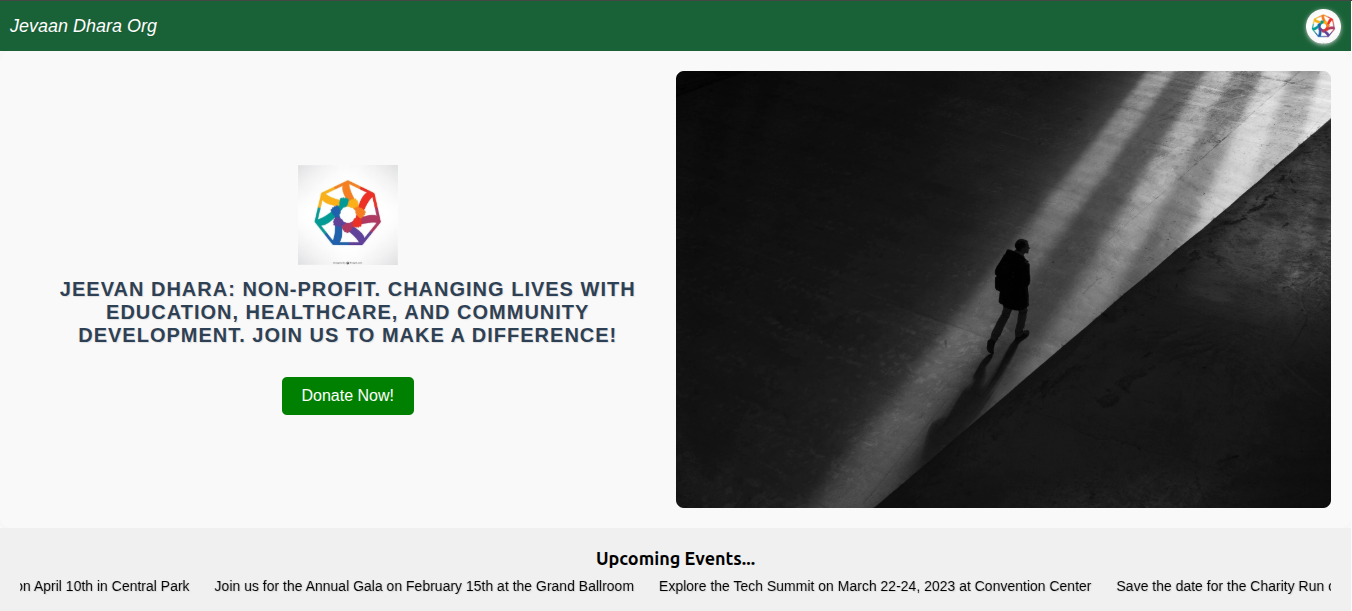 Jevaan Dhara Org
JEEVAN DHARA: NON-PROFIT. CHANGING LIVES WITH
EDUCATION, HEALTHCARE, AND COMMUNITY
DEVELOPMENT. JOIN US TO MAKE A DIFFERENCE!
Donate Now!
Upcoming Events...
April 10th in Central Park Join us for the Annual Gala on February 15th at the Grand Ballroom Explore the Tech Summit on March 22-24, 2023 at Convention Center Save the date for the Charity Run